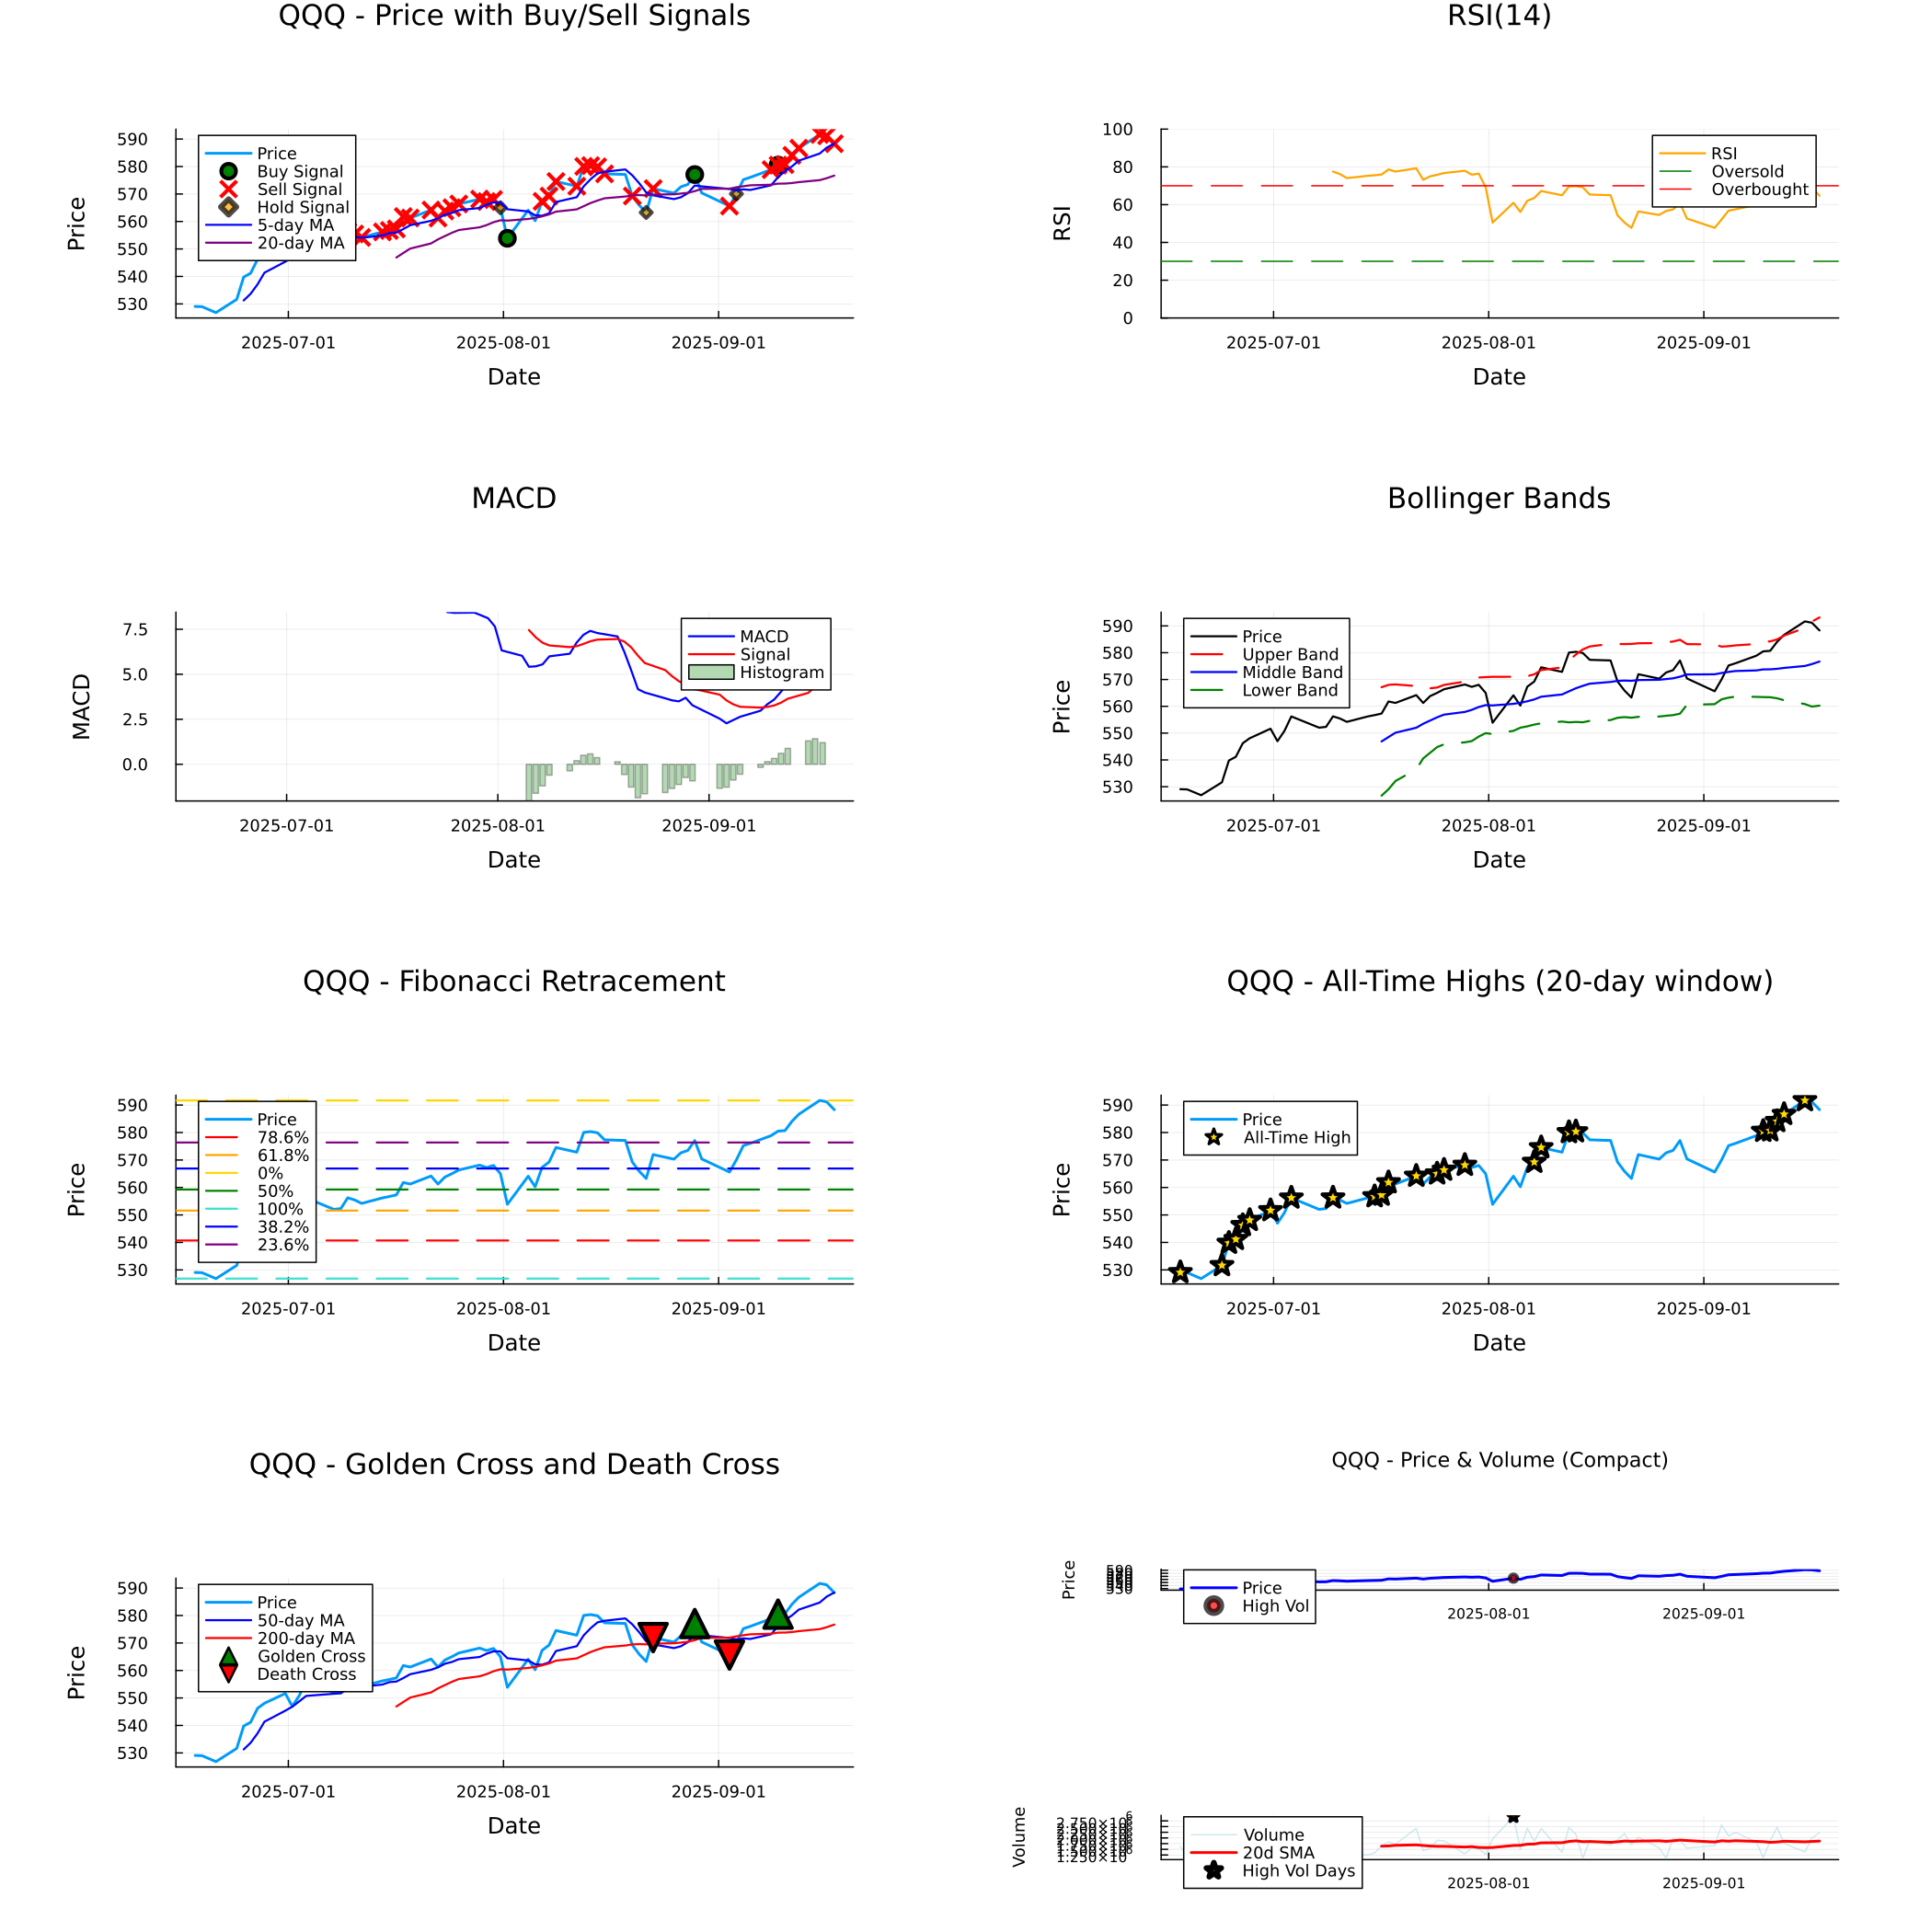 QQQ - Price with Buy/Sell Signals
Price
590
580
570
560
550
540
530
Price
Buy Signal
Sell Signal
Hold Signal
5-day MA
20-day MA
2025-07-01
2025-08-01
2025-09-01
Date
RSI(14)
RSI
100
80
60
40
20
0
RSI
Oversold
Overbought
2025-07-01
2025-08-01
2025-09-01
Date
MACD
MACD
7.5
5.0
2.5
0.0
MACD
Signal
Histogram
2025-07-01
2025-08-01
2025-09-01
Date
Bollinger Bands
Price
590
580
570
560
550
540
530
Price
Upper Band
Middle Band
Lower Band
2025-07-01
2025-08-01
2025-09-01
Date
QQQ - Fibonacci Retracement
Price
590
580
570
560
550
540
530
Price
78.6%
61.8%
0%
50%
100%
38.2%
23.6%
2025-07-01
2025-08-01
2025-09-01
Date
QQQ - All-Time Highs (20-day window)
Price
590
580
570
560
550
540
530
Price
All-Time High
2025-07-01
2025-08-01
2025-09-01
Date
QQQ - Golden Cross and Death Cross
Price
590
580
570
560
550
540
530
Price
50-day MA
200-day MA
Golden Cross
Death Cross
2025-07-01
2025-08-01
2025-09-01
Date
QQQ - Price & Volume (Compact)
Price
590
530
Price
High Vol
2025-08-01
2025-09-01
Volume
Volume
20d SMA
High Vol Days
2025-08-01
2025-09-01